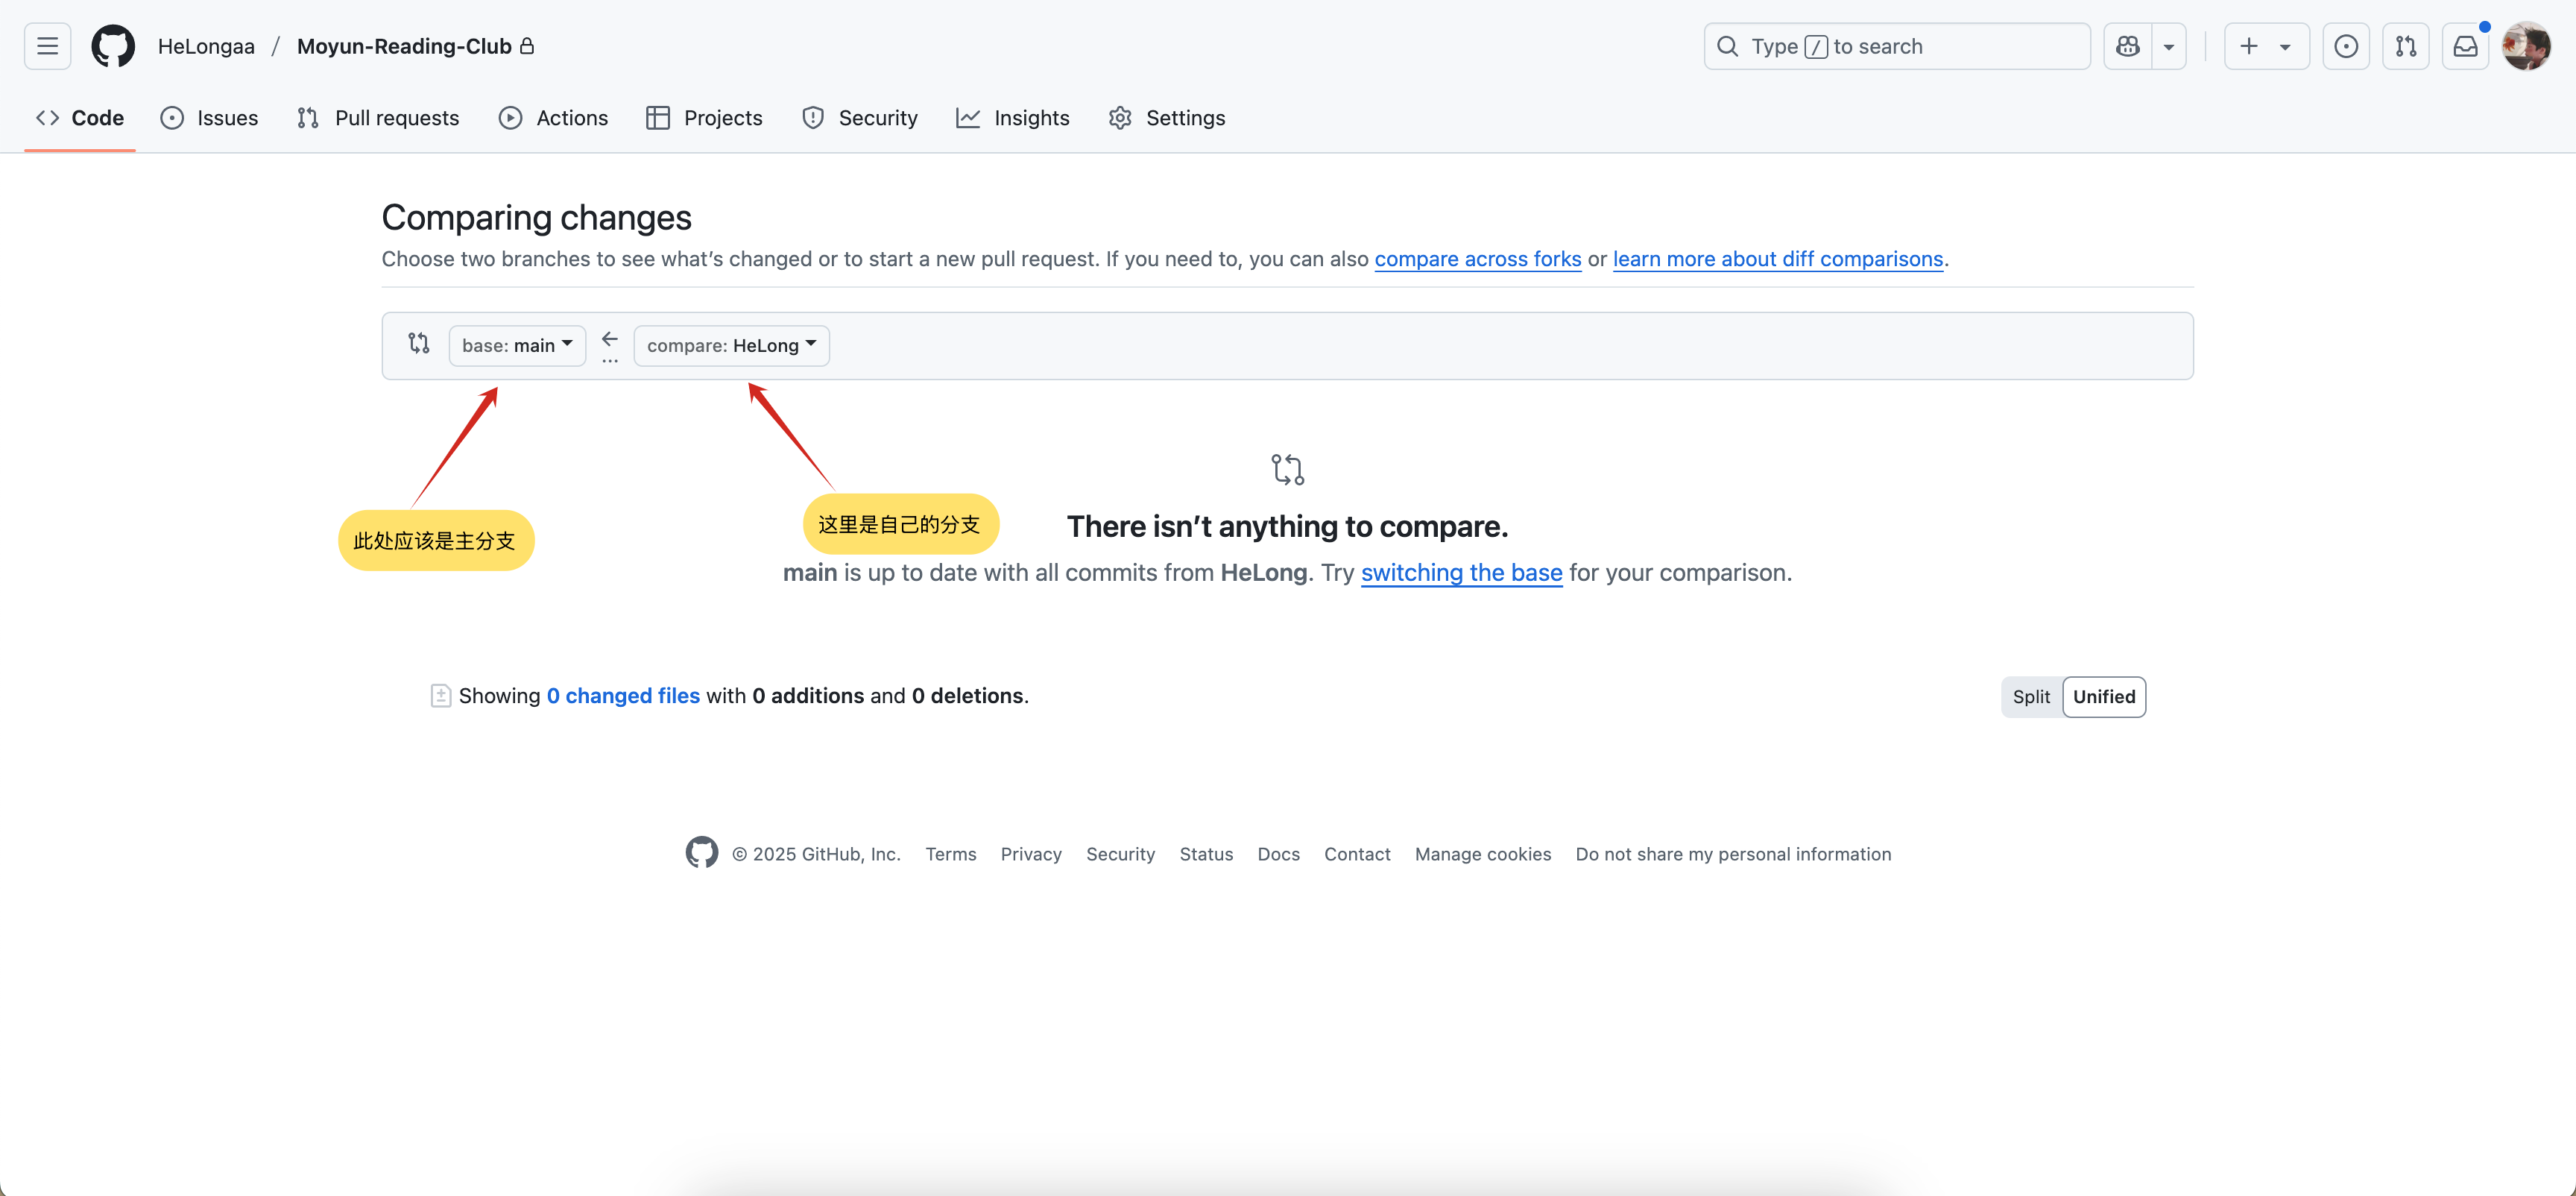 HeLongaa / Moyun-Reading-Club
Type / to search
Code Issues Pull requests Actions Projects Security Insights Settings
Comparing changes
Choose two branches to see what’s changed or to start a new pull request. If you need to, you can also compare across forks or learn more about diff comparisons.
base: main compare: HeLong
此处应该是主分支
这里是自己的分支
There isn’t anything to compare.
main is up to date with all commits from HeLong. Try switching the base for your comparison.
Showing 0 changed files with 0 additions and 0 deletions.
Split Unified
© 2025 GitHub, Inc. Terms Privacy Security Status Docs Contact Manage cookies Do not share my personal information